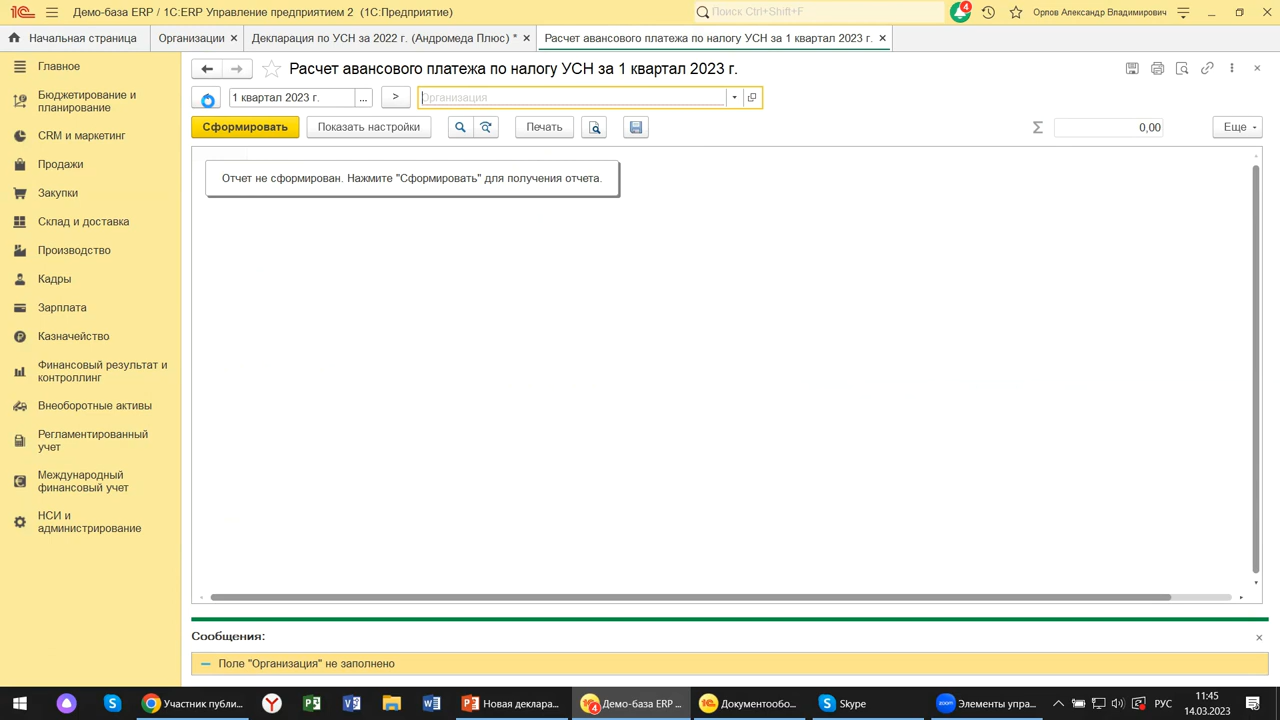 Демо-база ERP / 1С:ERP Управление предприятием 2 (1С:Предприятие)
Поиск Ctrl+Shift+F
4
Орлов Александр Владимирович
Начальная страница
Организации ×
Декларация по УСН за 2022 г. (Андромеда Плюс) * ×
Расчет авансового платежа по налогу УСН за 1 квартал 2023 г. ×
Главное
Бюджетирование и
планирование
CRM и маркетинг
Продажи
Закупки
Склад и доставка
Производство
Кадры
Зарплата
Казначейство
Финансовый результат и
контроллинг
Внеоборотные активы
Регламентированный
учет
Международный
финансовый учет
НСИ и
администрирование
Расчет авансового платежа по налогу УСН за 1 квартал 2023 г.
1 квартал 2023 г. ... > Организация
Сформировать Показать настройки Печать Σ 0,00 Еще
Отчет не сформирован. Нажмите "Сформировать" для получения отчета.
Сообщения:
Поле "Организация" не заполнено
Участник публи...
Новая деклара...
4
Демо-база ERP ...
Документообо...
Skype
zoom
Элементы упра...
РУС
11:45
14.03.2023